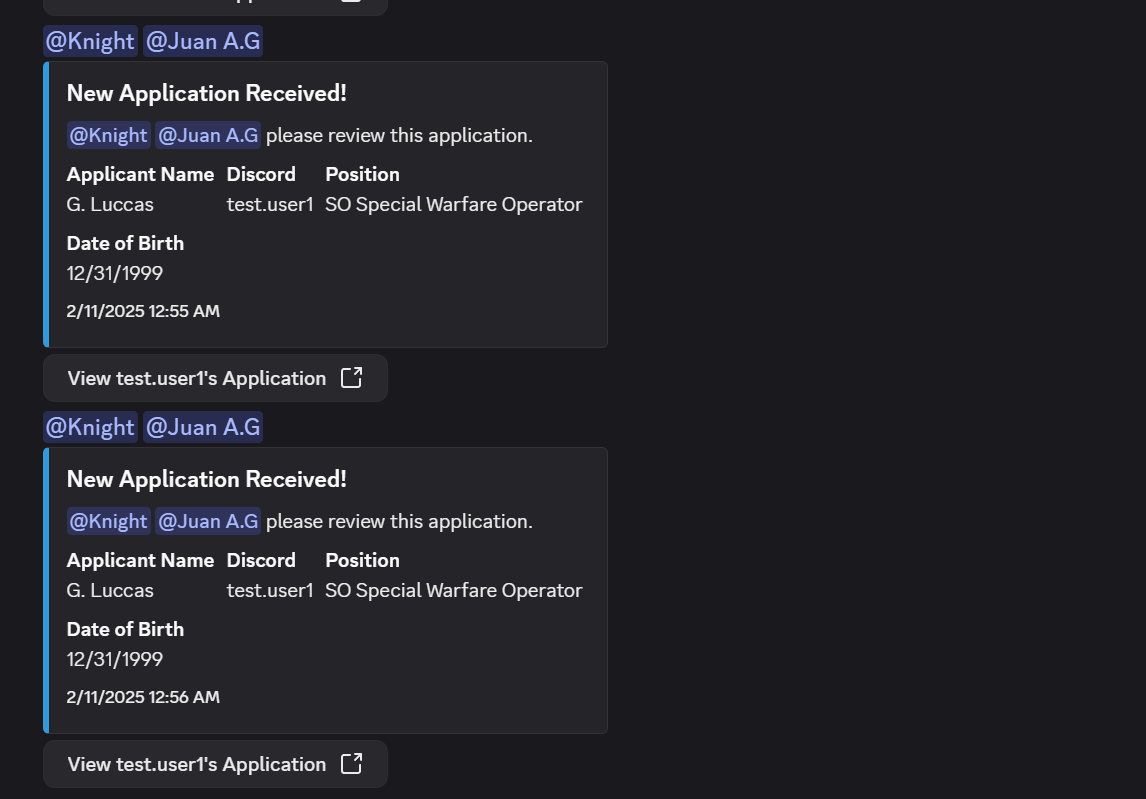 @Knight @Juan A.G
New Application Received!
@Knight @Juan A.G please review this application.
Applicant Name Discord Position
G. Luccas test.user1 SO Special Warfare Operator
Date of Birth
12/31/1999
2/11/2025 12:55 AM
View test.user1's Application
@Knight @Juan A.G
New Application Received!
@Knight @Juan A.G please review this application.
Applicant Name Discord Position
G. Luccas test.user1 SO Special Warfare Operator
Date of Birth
12/31/1999
2/11/2025 12:56 AM
View test.user1's Application